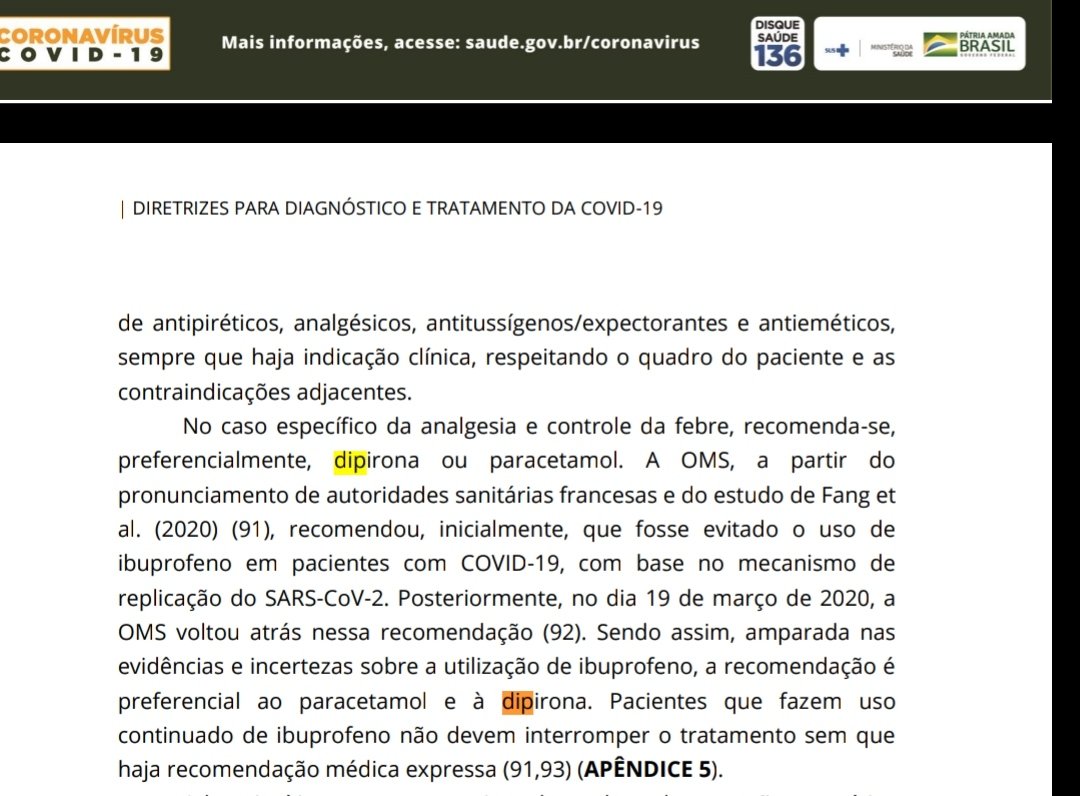 CORONAVÍRUS
COVID-19
Mais informações, acesse: saude.gov.br/coronavirus
DISQUE
SAÚDE
136
SUS
MINISTÉRIO DA
SAÚDE
PÁTRIA AMADA
BRASIL
GOVERNO FEDERAL
| DIRETRIZES PARA DIAGNÓSTICO E TRATAMENTO DA COVID-19
de antipiréticos, analgésicos, antitussígenos/expectorantes e antieméticos,
sempre que haja indicação clínica, respeitando o quadro do paciente e as
contraindicações adjacentes.
No caso específico da analgesia e controle da febre, recomenda-se,
preferencialmente, dipirona ou paracetamol. A OMS, a partir do
pronunciamento de autoridades sanitárias francesas e do estudo de Fang et
al. (2020) (91), recomendou, inicialmente, que fosse evitado o uso de
ibuprofeno em pacientes com COVID-19, com base no mecanismo de
replicação do SARS-CoV-2. Posteriormente, no dia 19 de março de 2020, a
OMS voltou atrás nessa recomendação (92). Sendo assim, amparada nas
evidências e incertezas sobre a utilização de ibuprofeno, a recomendação é
preferencial ao paracetamol e à dipirona. Pacientes que fazem uso
continuado de ibuprofeno não devem interromper o tratamento sem que
haja recomendação médica expressa (91,93) (APÊNDICE 5).